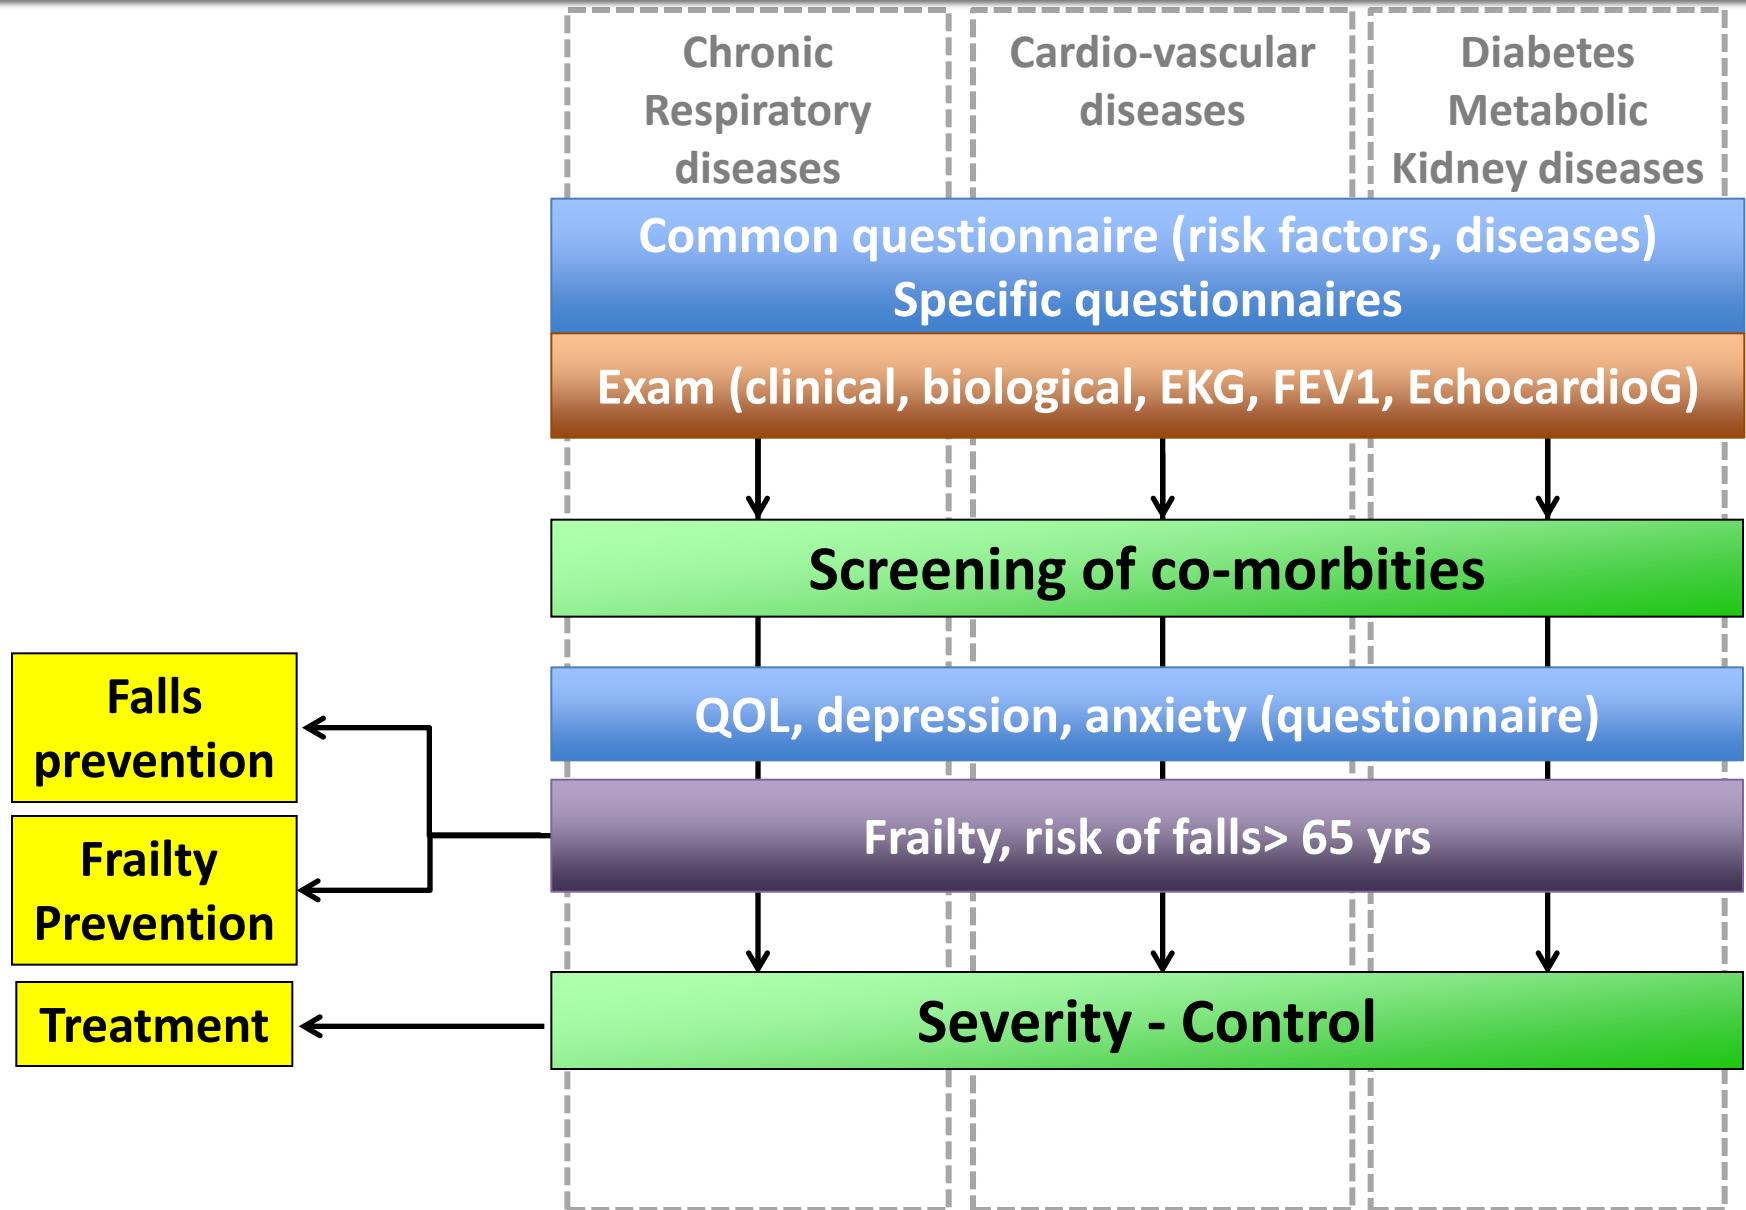 Chronic
Respiratory
diseases
Cardio-vascular
diseases
Diabetes
Metabolic
Kidney diseases
Common questionnaire (risk factors, diseases)
Specific questionnaires
Exam (clinical, biological, EKG, FEV1, EchocardioG)
Screening of co-morbities
QOL, depression, anxiety (questionnaire)
Frailty, risk of falls> 65 yrs
Falls
prevention
Frailty
Prevention
Severity - Control
Treatment